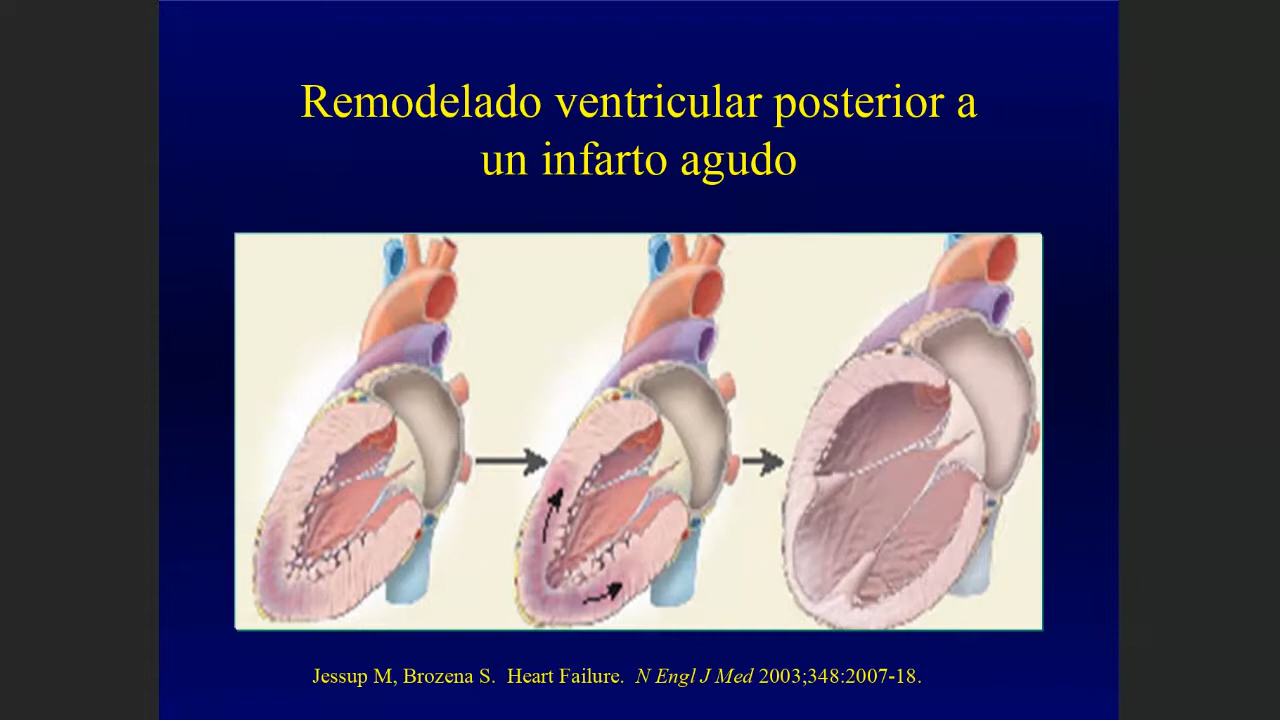 Remodelado ventricular posterior a
un infarto agudo
Jessup M, Brozena S.  Heart Failure.  N Engl J Med 2003;348:2007-18.